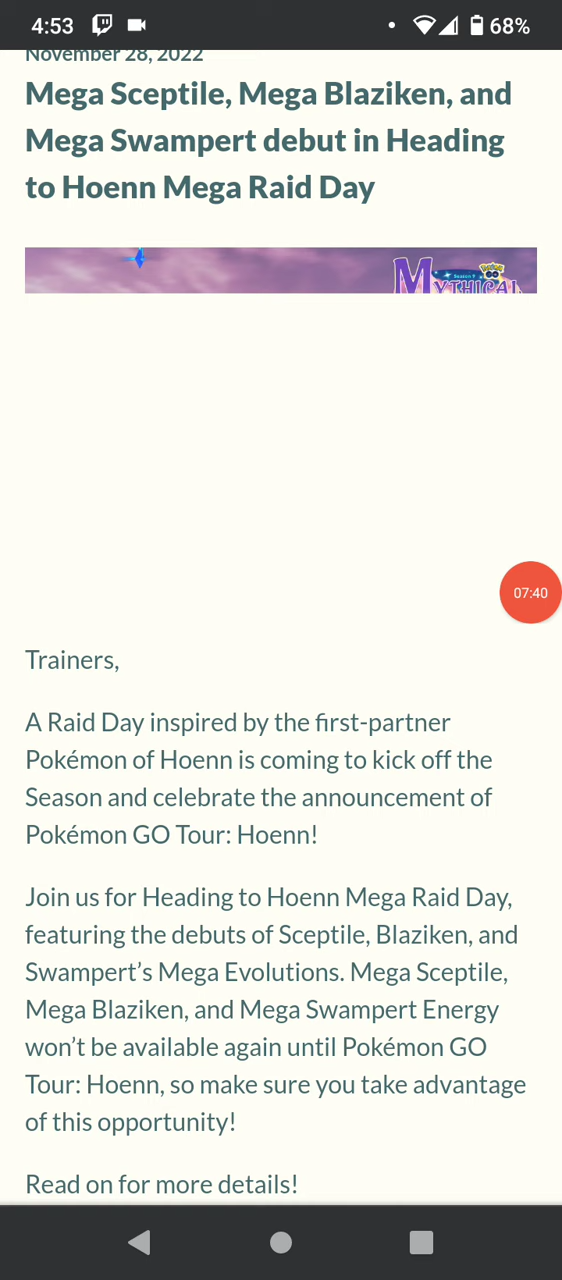 4:53
68%
November 28, 2022
Mega Sceptile, Mega Blaziken, and
Mega Swampert debut in Heading
to Hoenn Mega Raid Day
Season 9
POKÉMON GO
MYTHICAL
07:40
Trainers,
A Raid Day inspired by the first-partner
Pokémon of Hoenn is coming to kick off the
Season and celebrate the announcement of
Pokémon GO Tour: Hoenn!
Join us for Heading to Hoenn Mega Raid Day,
featuring the debuts of Sceptile, Blaziken, and
Swampert’s Mega Evolutions. Mega Sceptile,
Mega Blaziken, and Mega Swampert Energy
won’t be available again until Pokémon GO
Tour: Hoenn, so make sure you take advantage
of this opportunity!
Read on for more details!